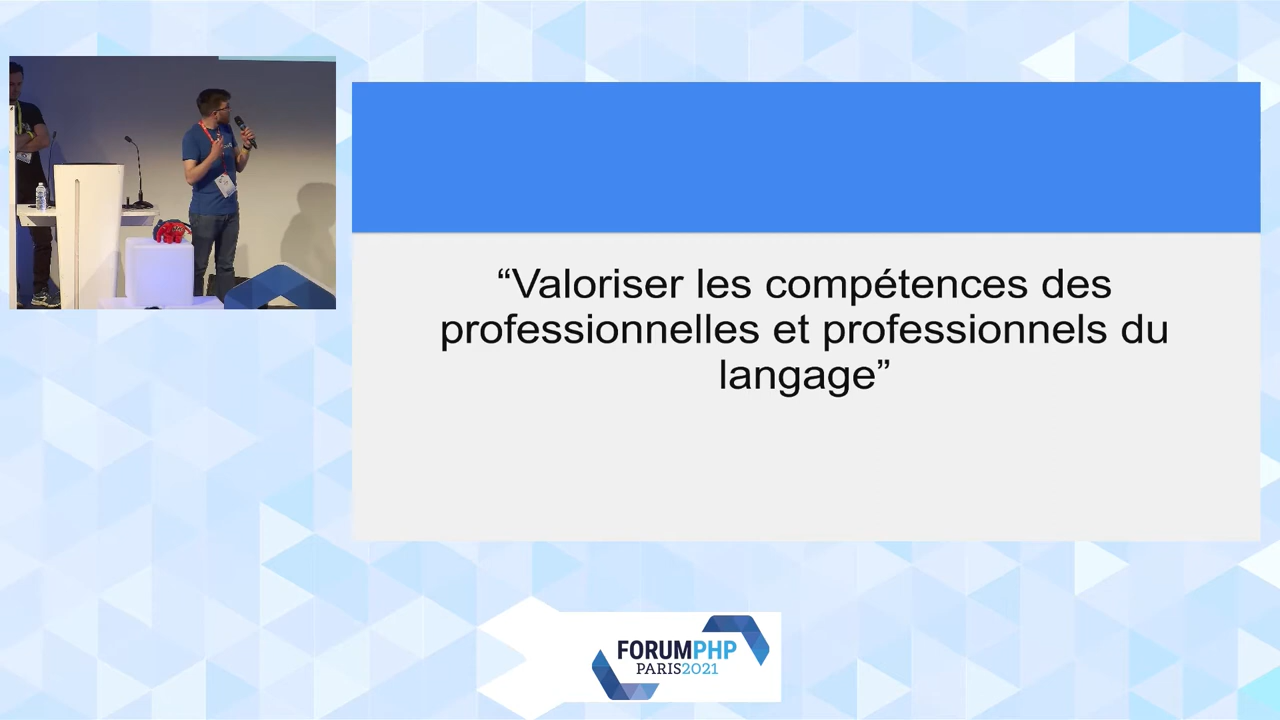 “Valoriser les compétences des
professionnelles et professionnels du
langage”
FORUMPHP
PARIS2021